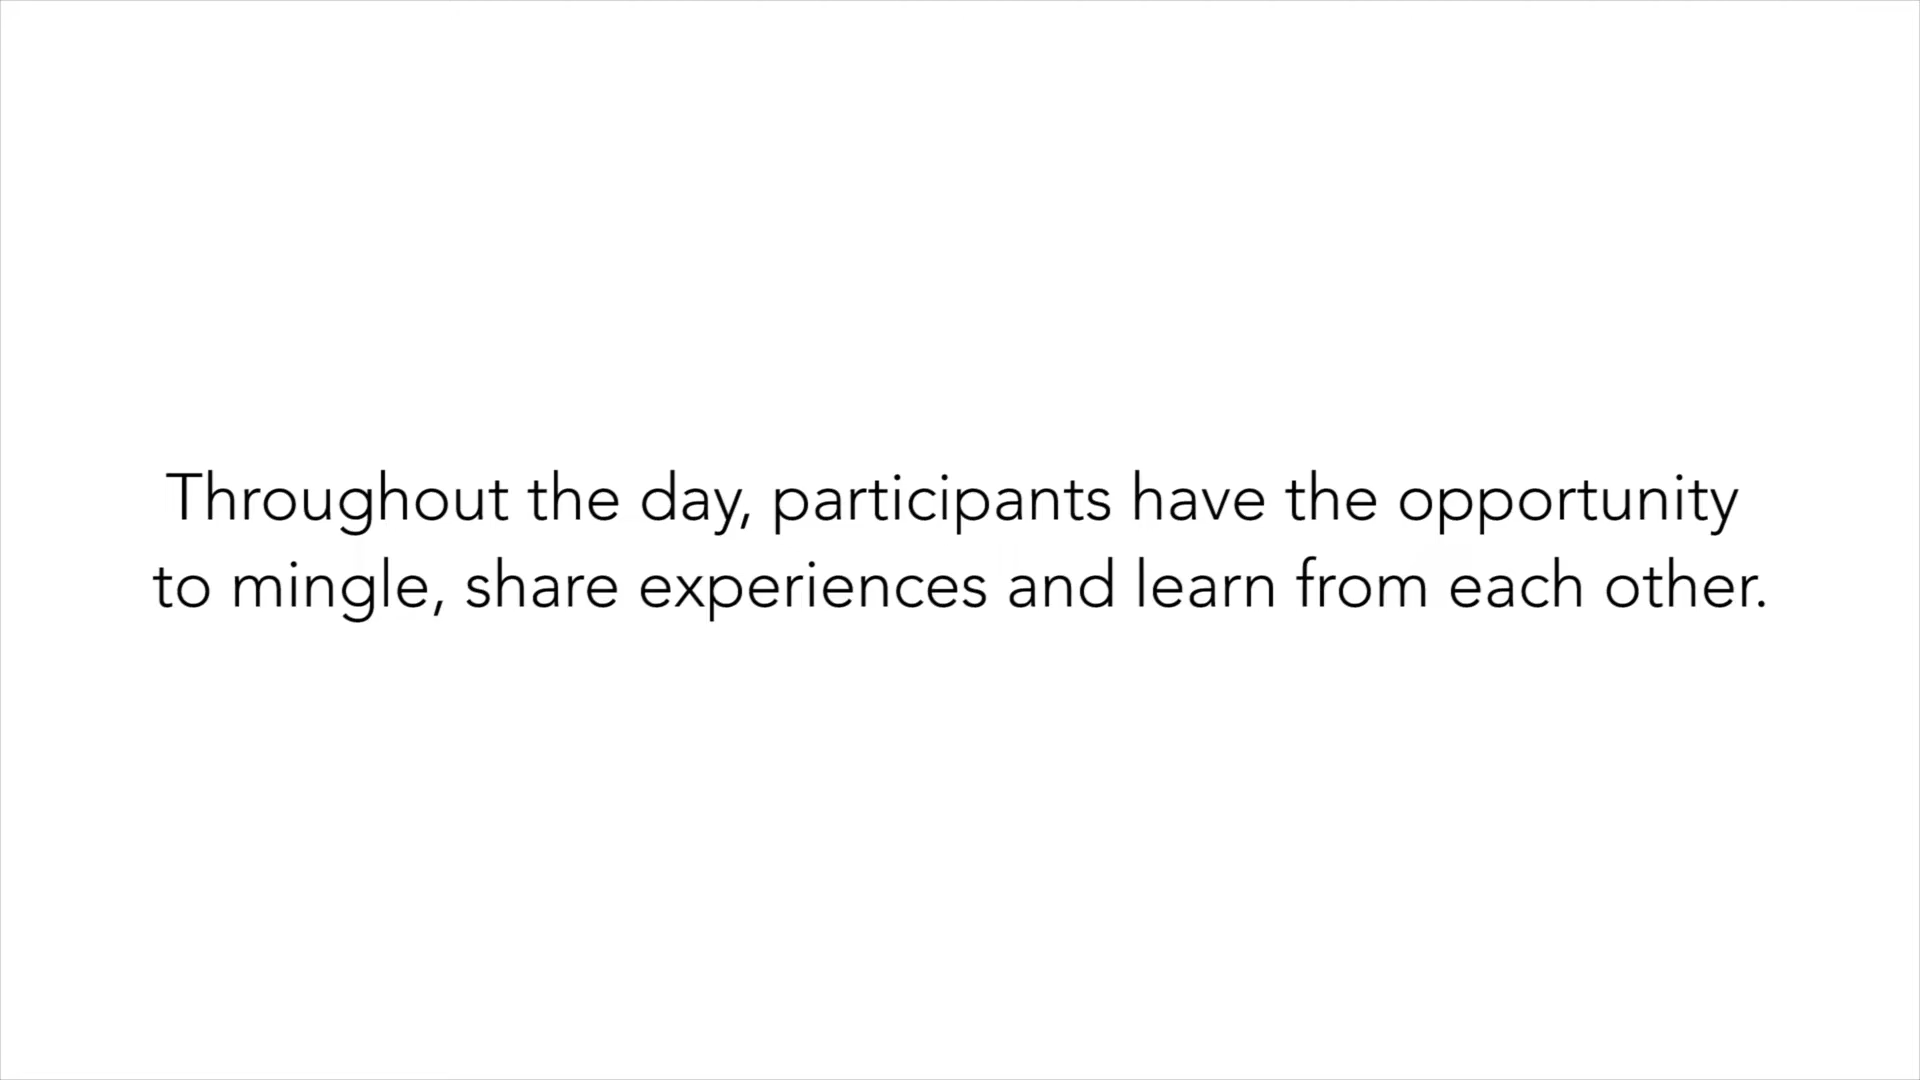 Throughout the day, participants have the opportunity
to mingle, share experiences and learn from each other.